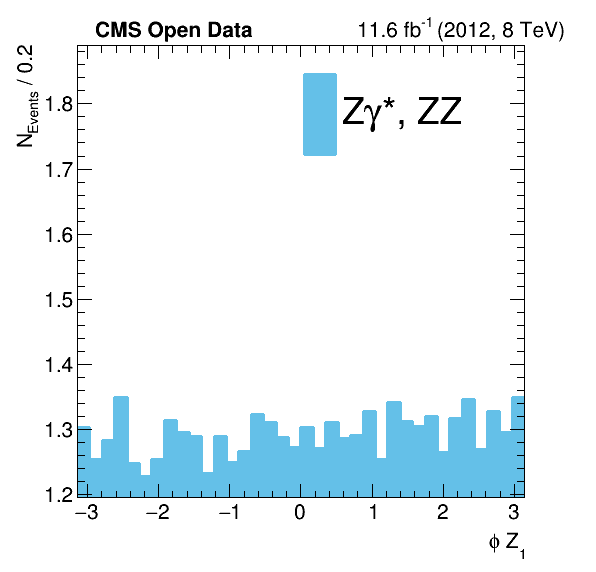 CMS Open Data
11.6 fb⁻¹ (2012, 8 TeV)
N_Events / 0.2
Zγ*, ZZ
1.8
1.7
1.6
1.5
1.4
1.3
1.2
−3 −2 −1 0 1 2 3
ϕ Z₁